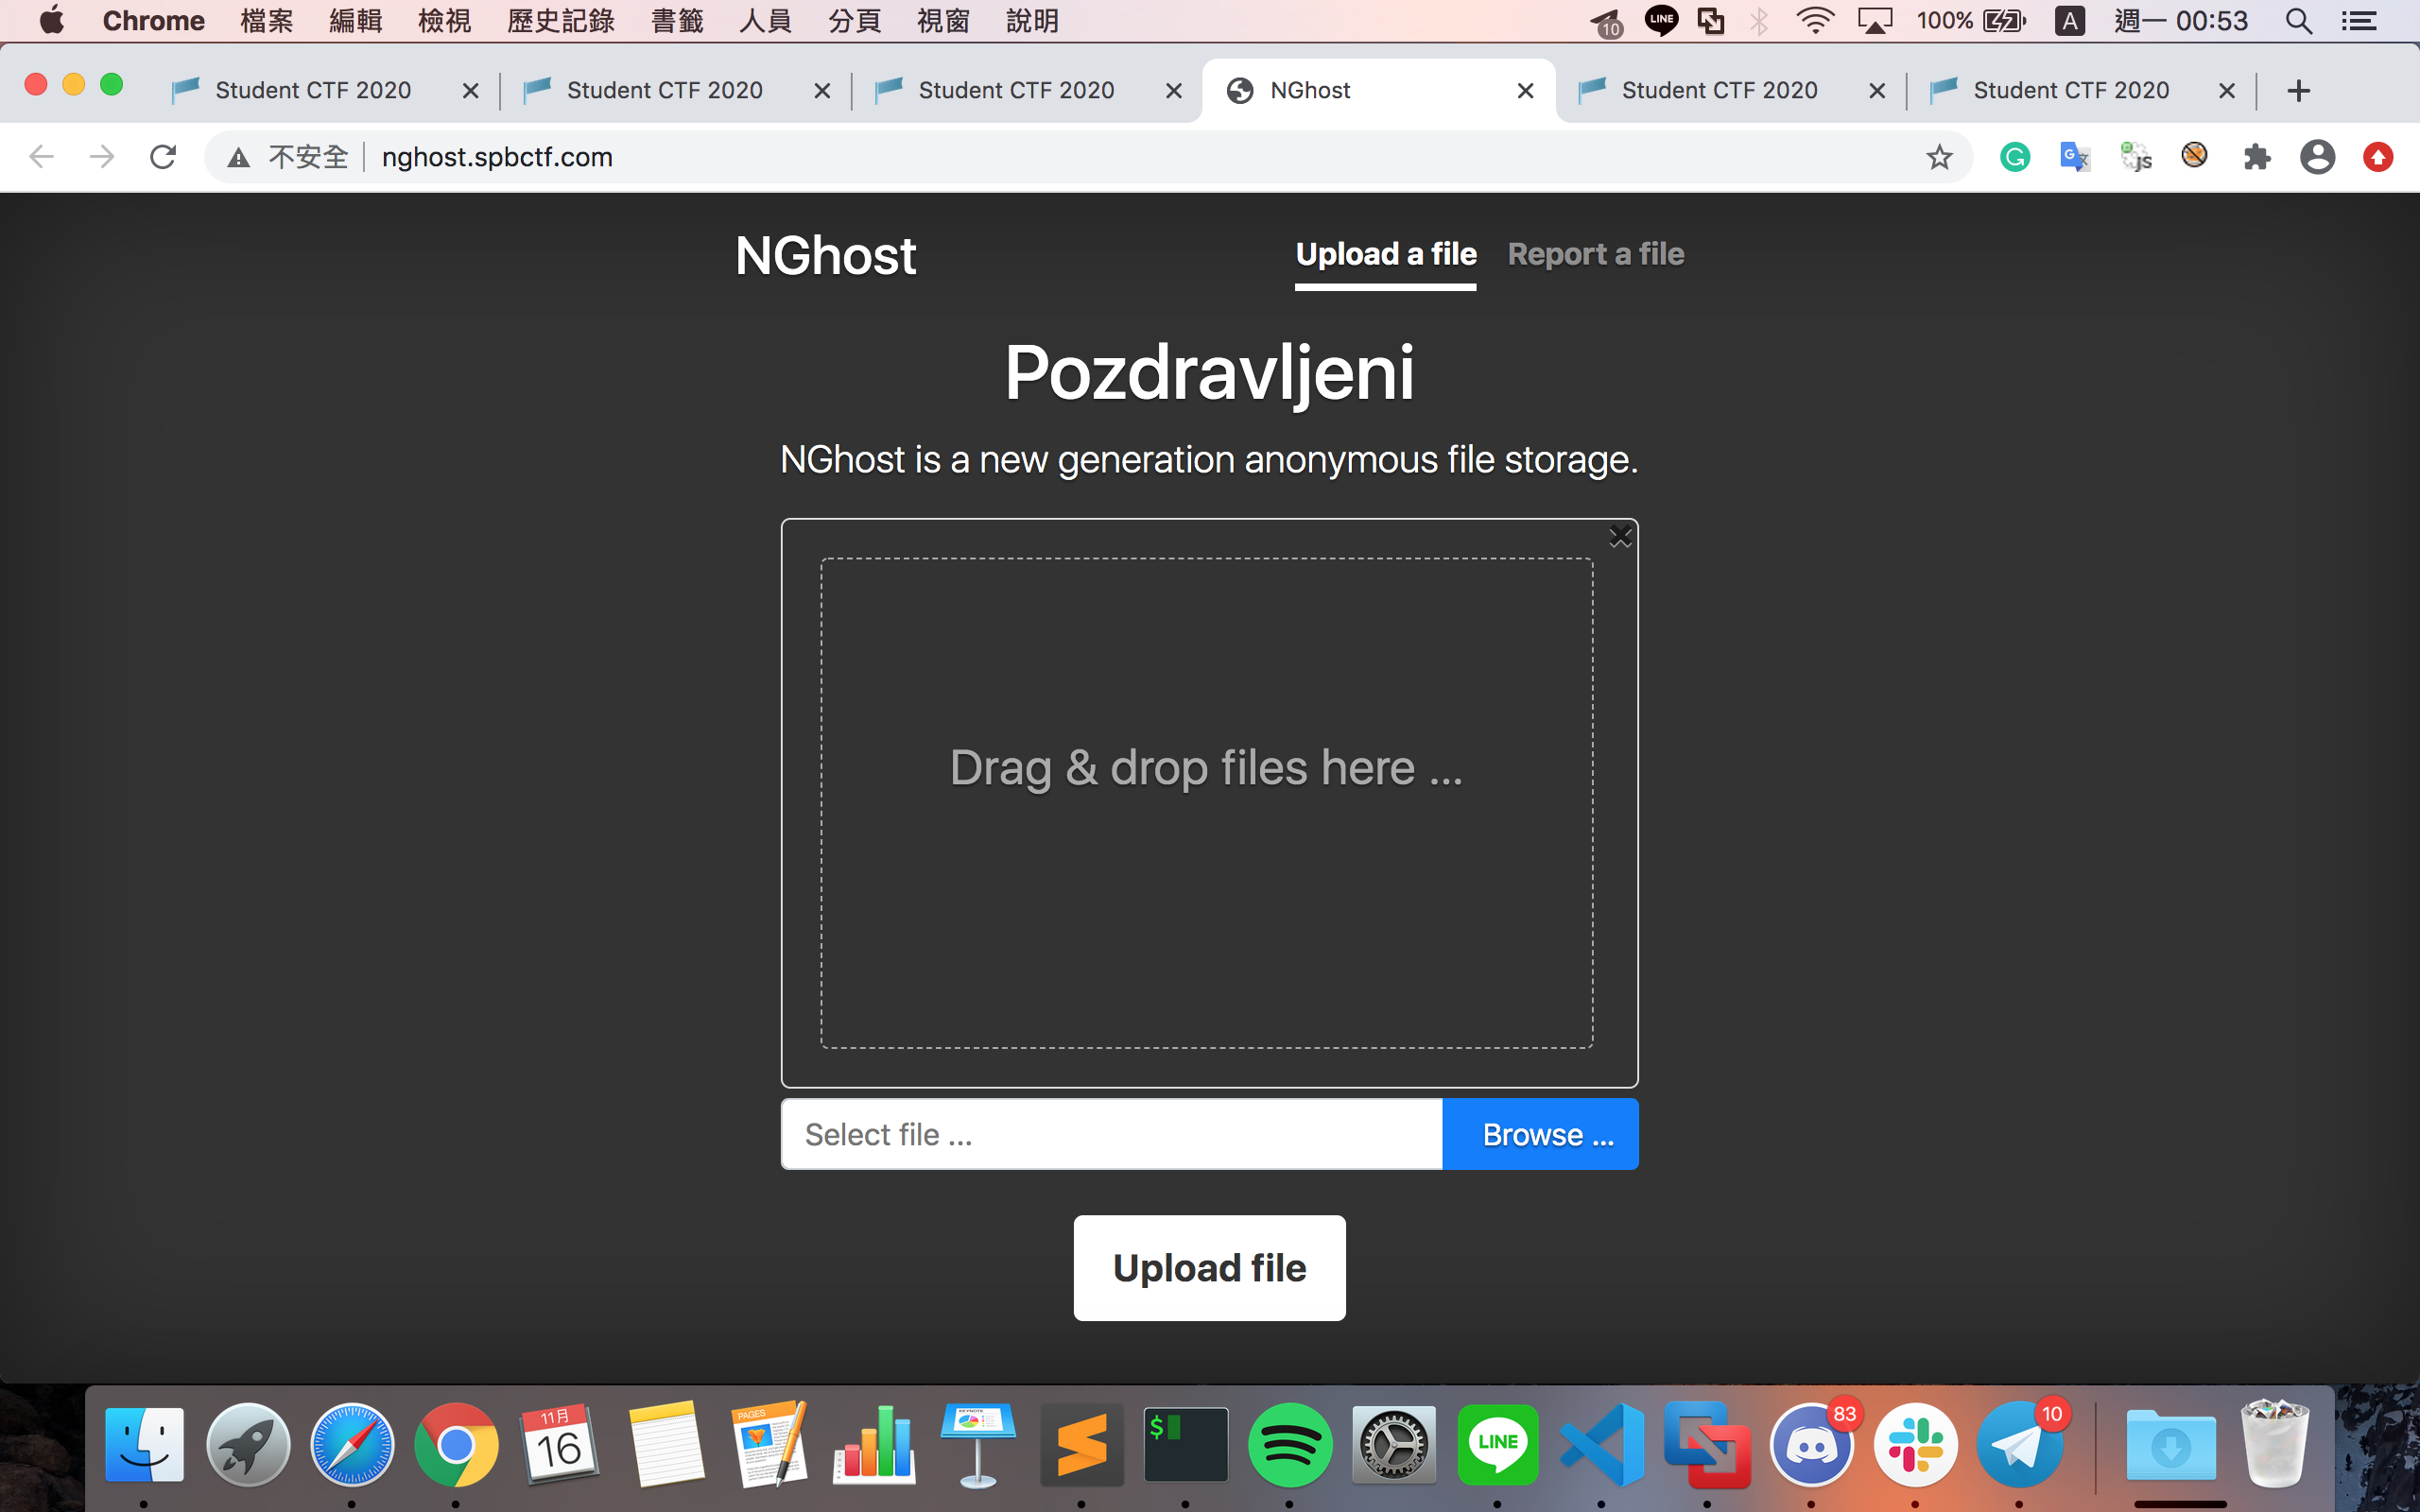 Chrome 檔案 編輯 檢視 歷史記錄 書籤 人員 分頁 視窗 說明 10 LINE 100% A 週一 00:53
Student CTF 2020 Student CTF 2020 Student CTF 2020 NGhost Student CTF 2020 Student CTF 2020
不安全 nghost.spbctf.com
NGhost Upload a file Report a file
Pozdravljeni
NGhost is a new generation anonymous file storage.
Drag & drop files here ...
Select file ... Browse ...
Upload file
11月 16 PAGES KEYNOTE $ LINE 83 10